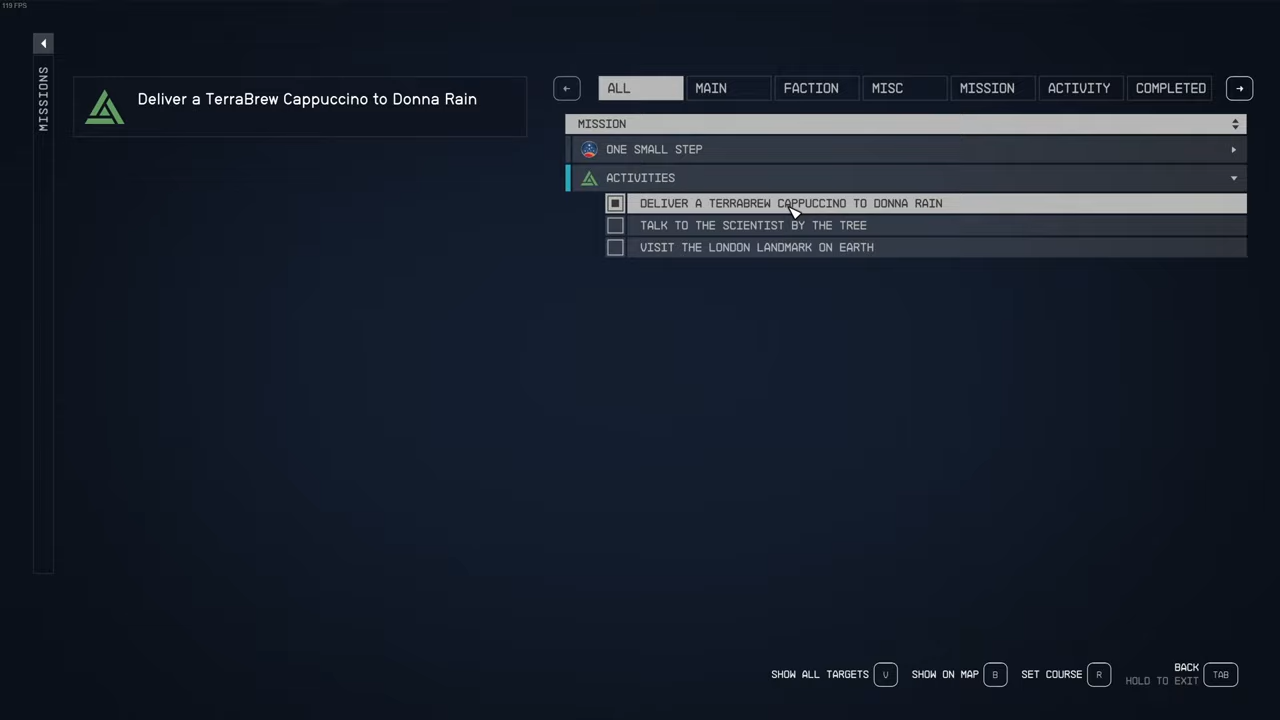 119 FPS
MISSIONS
Deliver a TerraBrew Cappuccino to Donna Rain
ALL MAIN FACTION MISC MISSION ACTIVITY COMPLETED
MISSION
ONE SMALL STEP
ACTIVITIES
DELIVER A TERRABREW CAPPUCCINO TO DONNA RAIN
TALK TO THE SCIENTIST BY THE TREE
VISIT THE LONDON LANDMARK ON EARTH
SHOW ALL TARGETS V SHOW ON MAP B SET COURSE R BACK TAB
HOLD TO EXIT